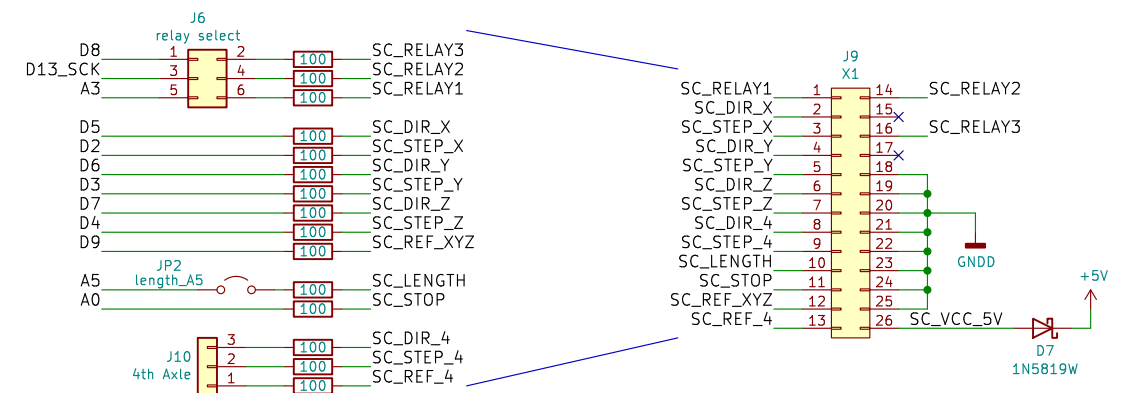 J6
relay select
D8 1 2 100 SC_RELAY3
D13_SCK 3 4 100 SC_RELAY2
A3 5 6 100 SC_RELAY1
D5 100 SC_DIR_X
D2 100 SC_STEP_X
D6 100 SC_DIR_Y
D3 100 SC_STEP_Y
D7 100 SC_DIR_Z
D4 100 SC_STEP_Z
D9 100 SC_REF_XYZ
JP2
length_A5
A5 100 SC_LENGTH
A0 100 SC_STOP
J10
4th Axle
3 100 SC_DIR_4
2 100 SC_STEP_4
1 100 SC_REF_4
J9
X1
SC_RELAY1 1 14 SC_RELAY2
SC_DIR_X 2 15
SC_STEP_X 3 16 SC_RELAY3
SC_DIR_Y 4 17
SC_STEP_Y 5 18
SC_DIR_Z 6 19
SC_STEP_Z 7 20
SC_DIR_4 8 21
SC_STEP_4 9 22
SC_LENGTH 10 23
SC_STOP 11 24
SC_REF_XYZ 12 25
SC_REF_4 13 26 SC_VCC_5V
GNDD
+5V
D7
1N5819W